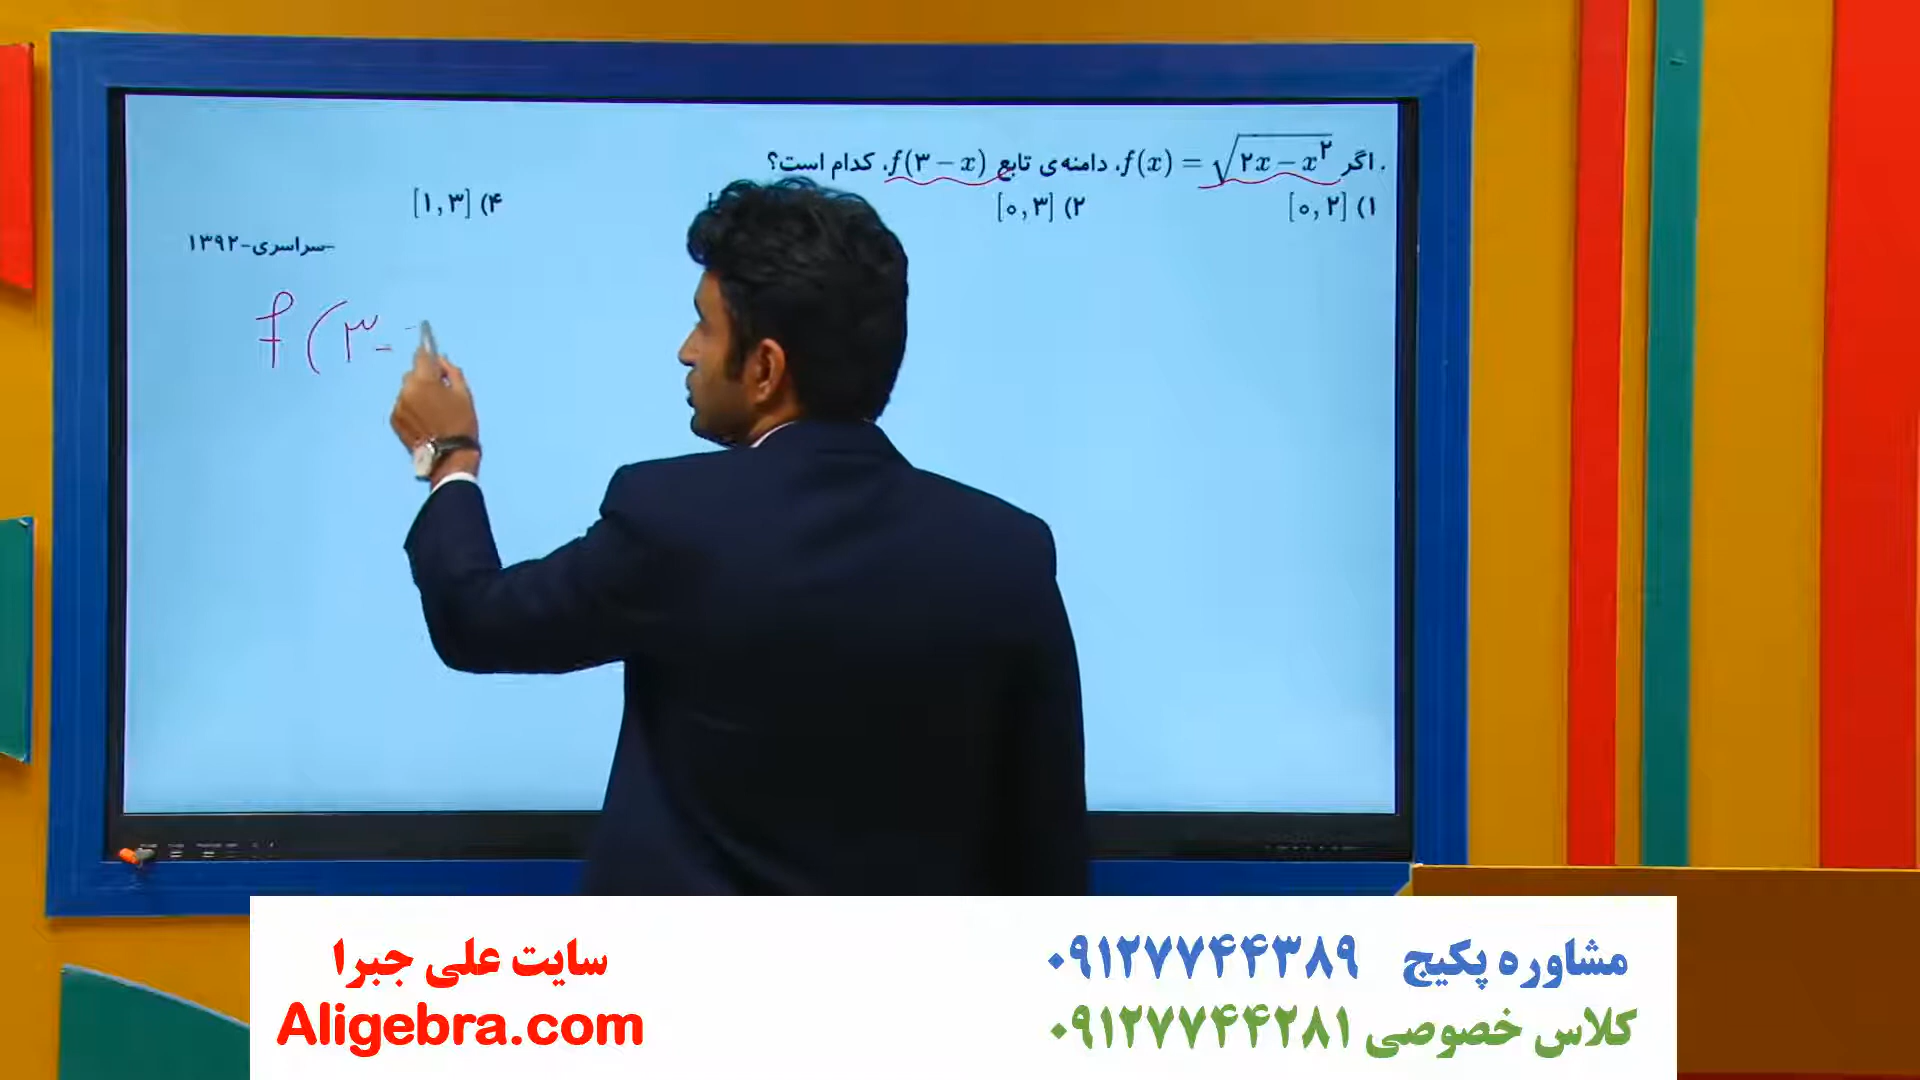 . اگر f(x) = √۲x − x^۲، دامنه‌ی تابع f(۳ − x)، کدام است؟
۱) [۰, ۲] ۲) [۰, ۳] ۴) [۱, ۳]
-سراسری-۱۳۹۲
f(۳-
سایت علی جبرا
Aligebra.com
مشاوره پکیج ۰۹۱۲۷۷۴۴۳۸۹
کلاس خصوصی ۰۹۱۲۷۷۴۴۲۸۱